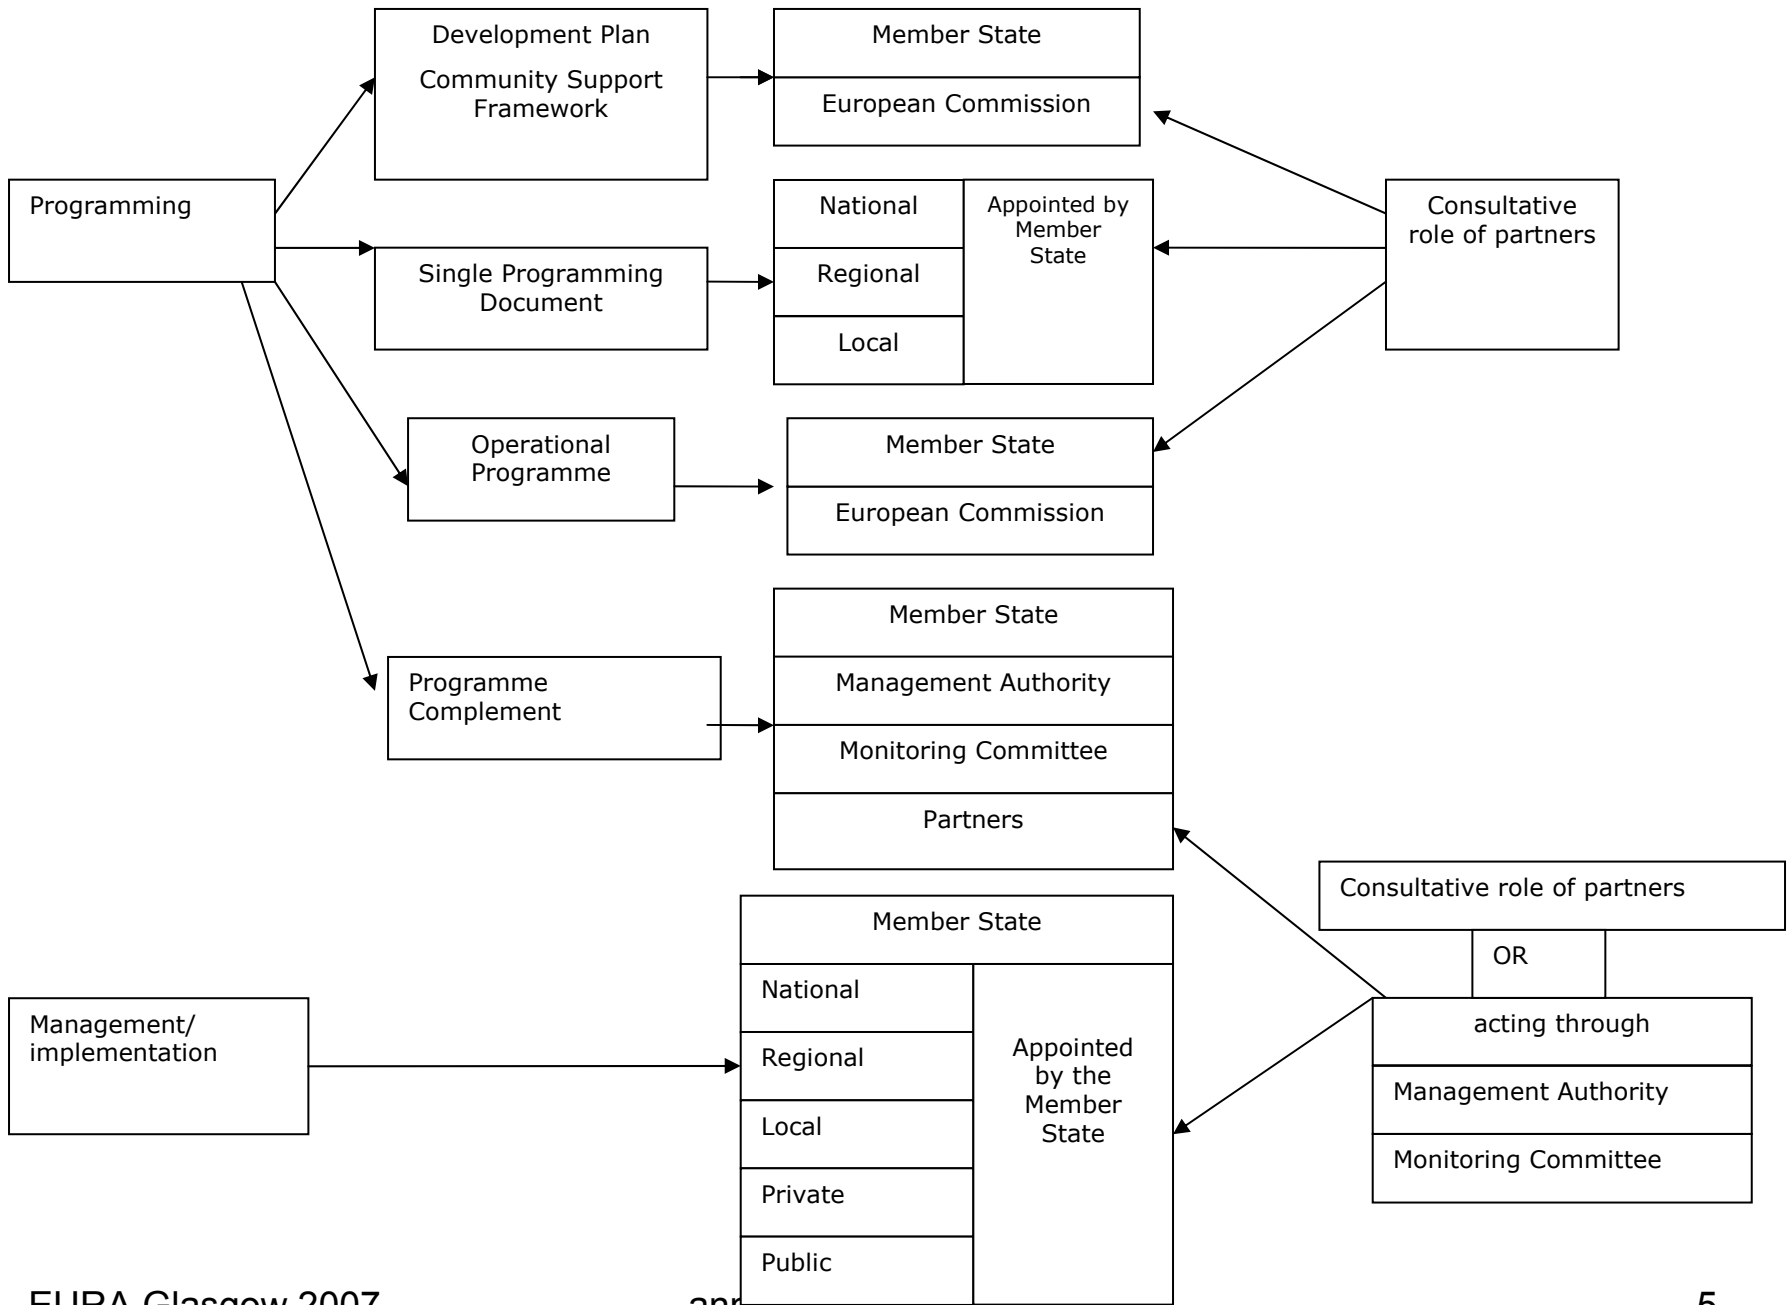 Development Plan
Community Support
Framework
Member State
European Commission
Programming
Single Programming
Document
National
Regional
Local
Appointed by
Member
State
Consultative
role of partners
Operational
Programme
Member State
European Commission
Programme
Complement
Member State
Management Authority
Monitoring Committee
Partners
Management/
implementation
Member State
National
Regional
Local
Private
Public
Appointed
by the
Member
State
Consultative role of partners
OR
acting through
Management Authority
Monitoring Committee
EURA Glasgow 2007
5